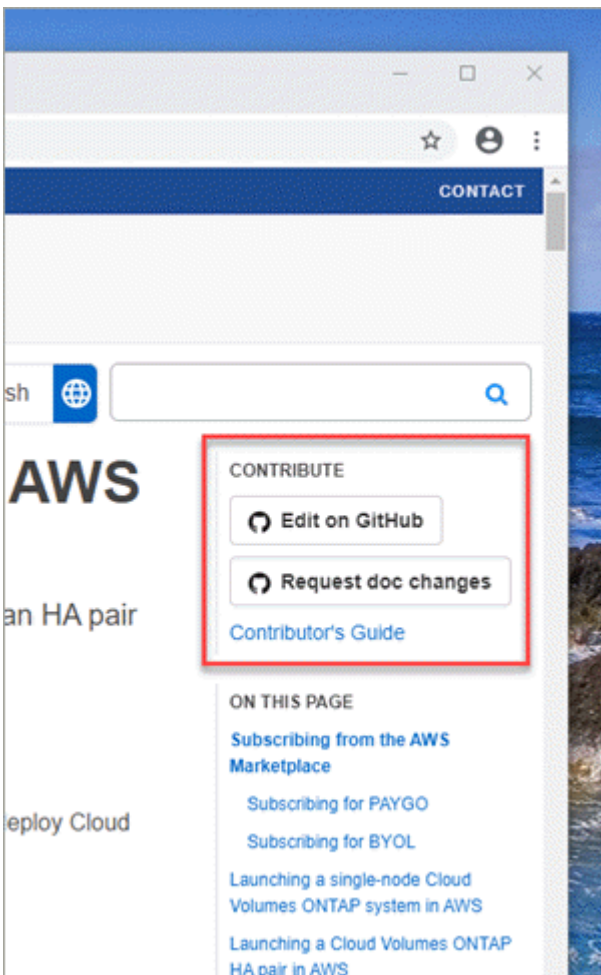 CONTACT
sh
AWS
CONTRIBUTE
Edit on GitHub
Request doc changes
an HA pair
Contributor's Guide
ON THIS PAGE
Subscribing from the AWS
Marketplace
Subscribing for PAYGO
eploy Cloud
Subscribing for BYOL
Launching a single-node Cloud
Volumes ONTAP system in AWS
Launching a Cloud Volumes ONTAP
HA pair in AWS